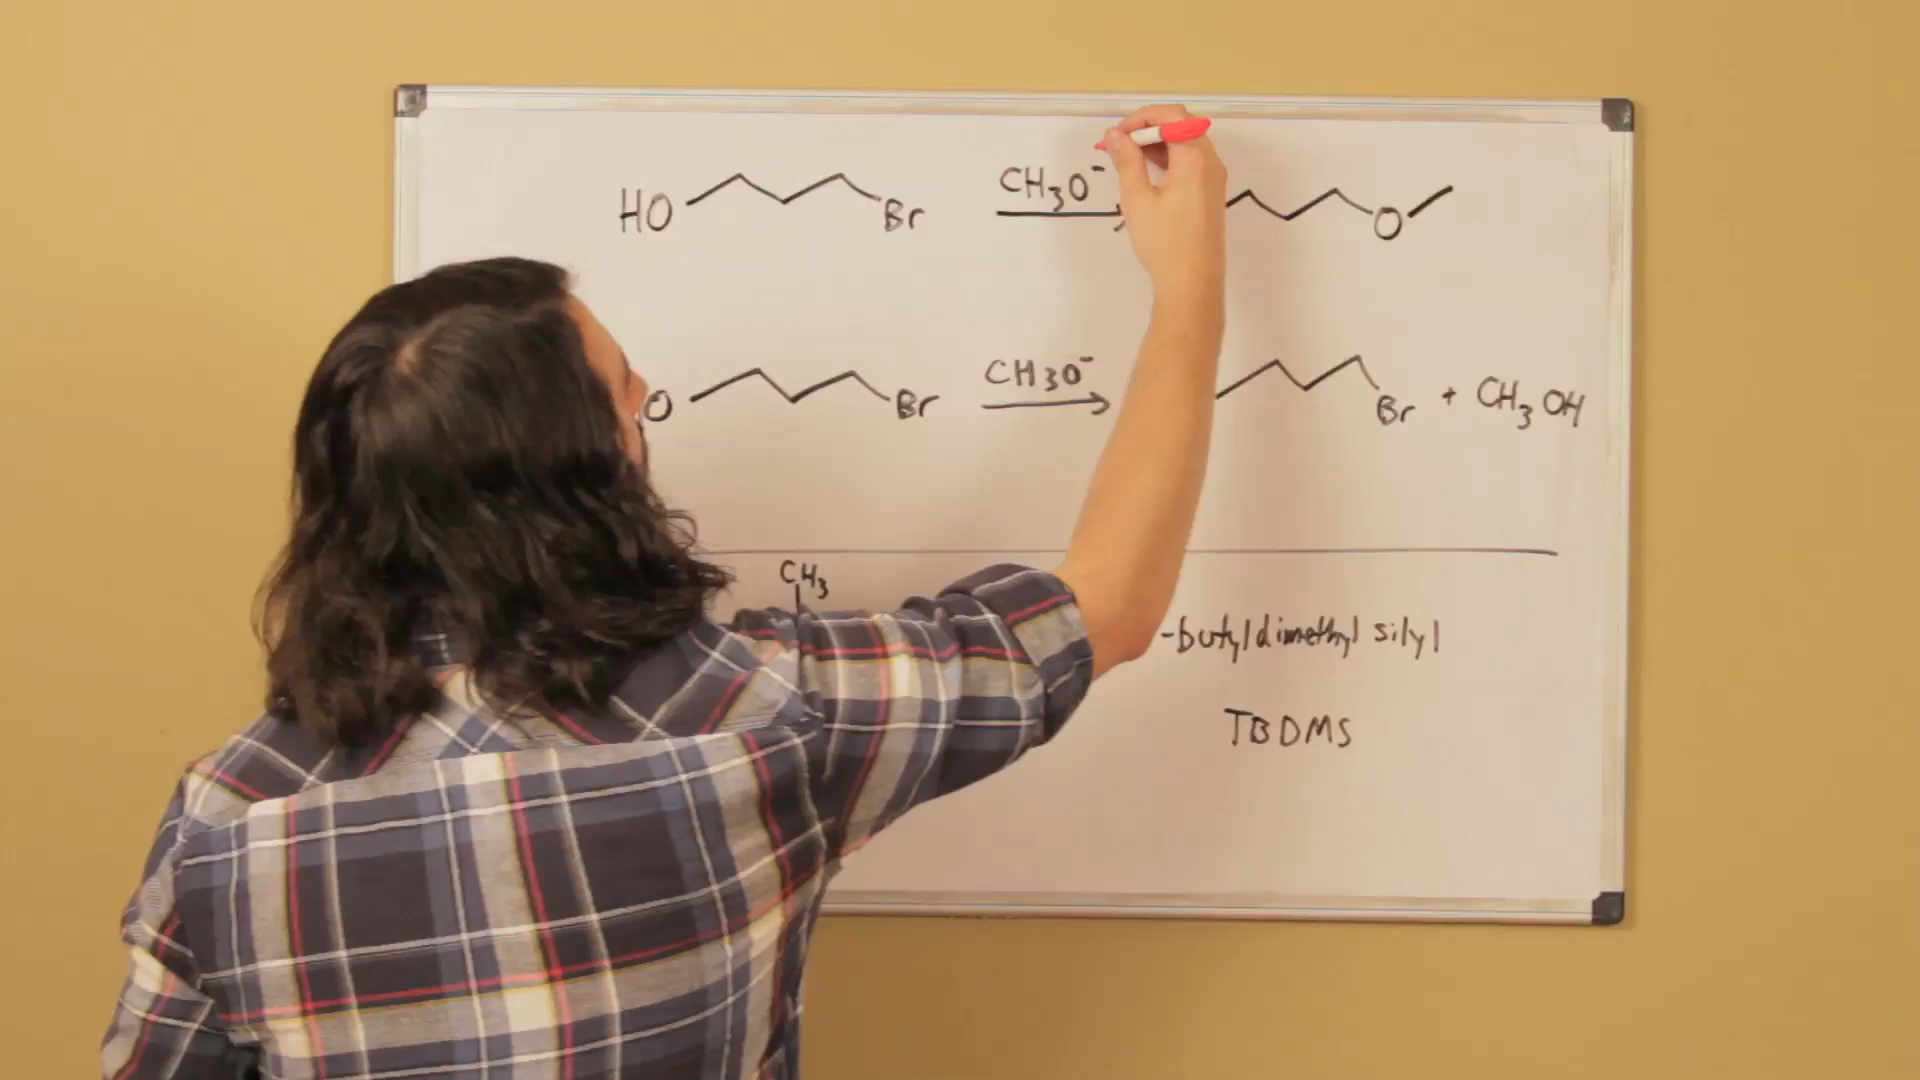 HO Br CH3O⁻ O
O Br CH3O⁻ Br + CH3OH
CH3
-butyldimethyl silyl
TBDMS